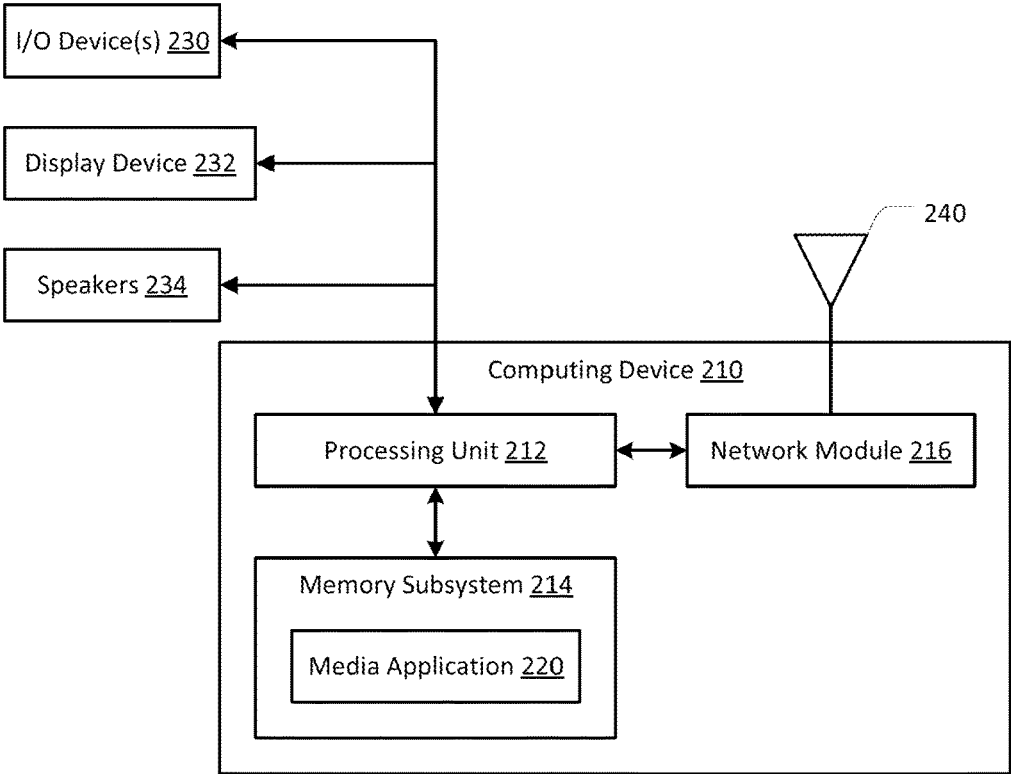 I/O Device(s) 230
Display Device 232
240
Speakers 234
Computing Device 210
Processing Unit 212
Network Module 216
Memory Subsystem 214
Media Application 220